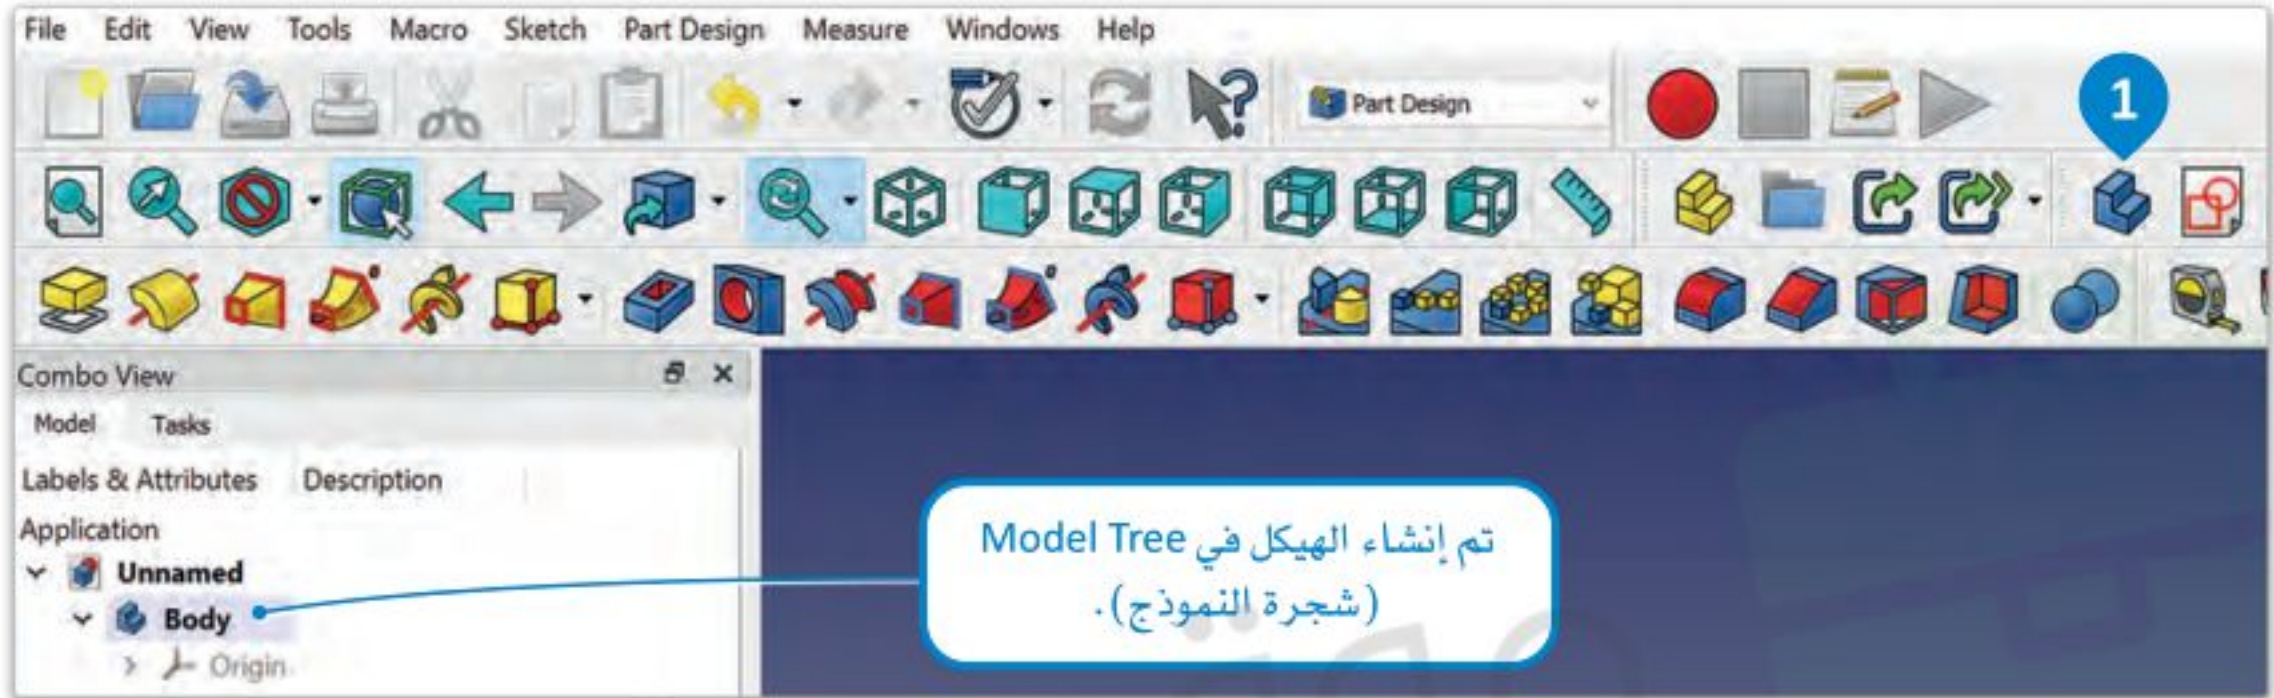 File Edit View Tools Macro Sketch Part Design Measure Windows Help
Part Design
1
Combo View
Model Tasks
Labels & Attributes Description
Application
Unnamed
Body
Origin
تم إنشاء الهيكل في Model Tree
(شجرة النموذج).